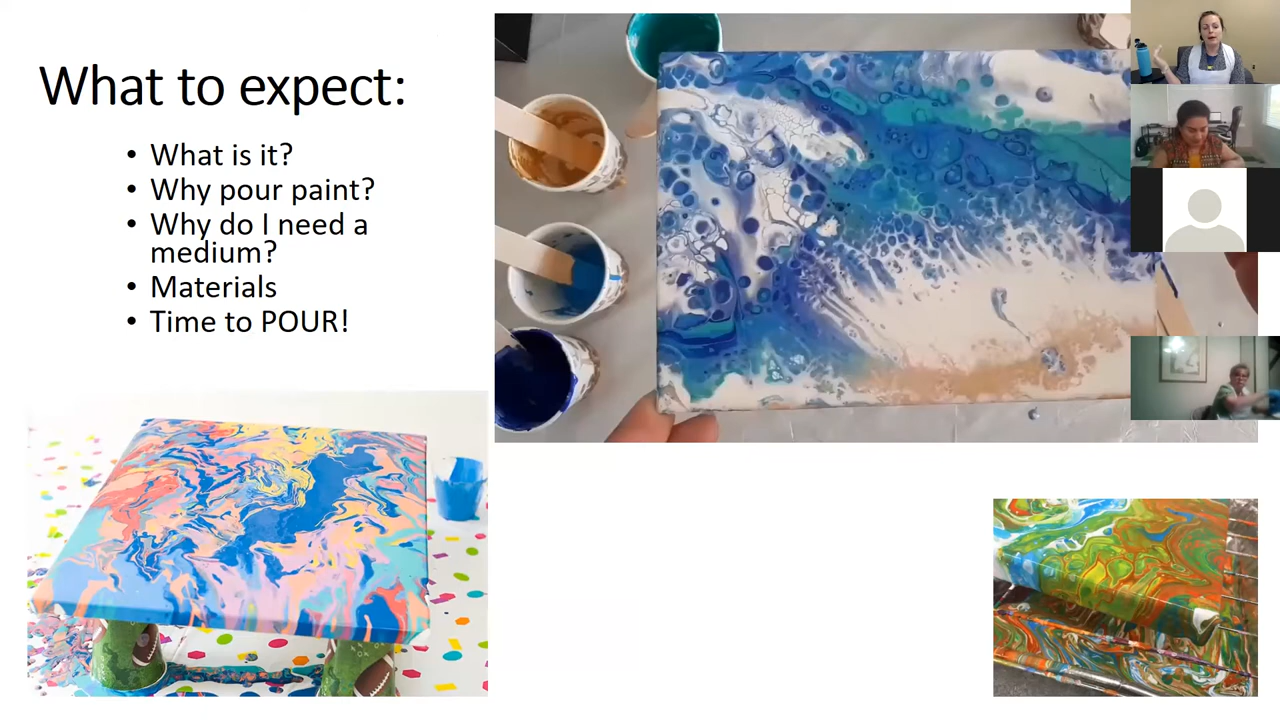 What to expect:
• What is it?
• Why pour paint?
• Why do I need a
medium?
• Materials
• Time to POUR!